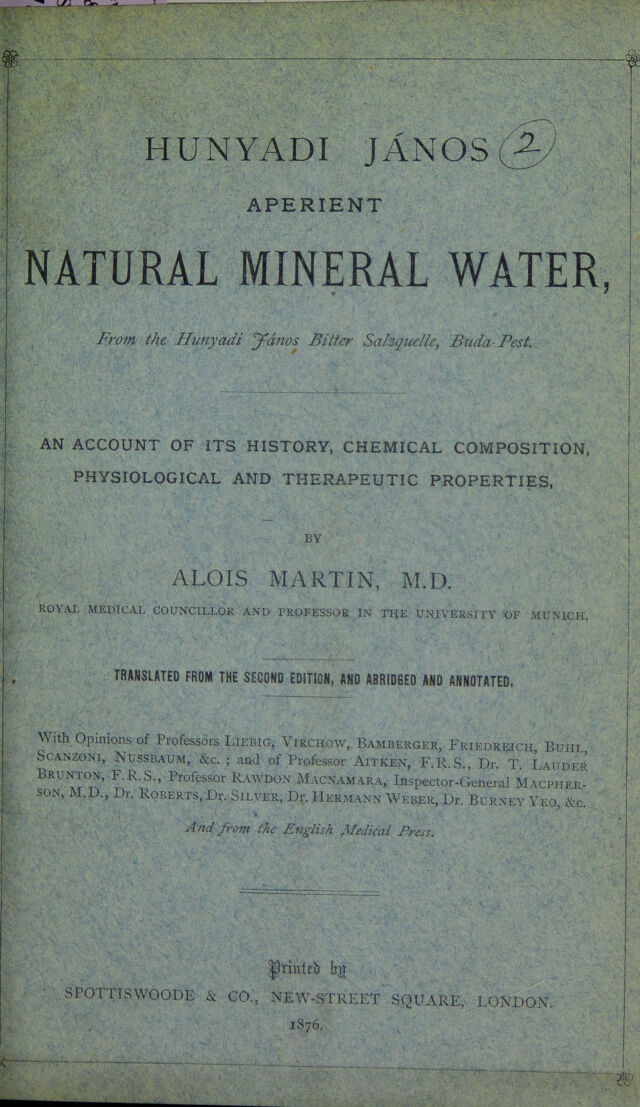 HUNYADI JÁNOS 2
APERIENT
NATURAL MINERAL WATER,
From the Hunyadi János Bitter Salzquelle, Buda-Pest.
AN ACCOUNT OF ITS HISTORY, CHEMICAL COMPOSITION,
PHYSIOLOGICAL AND THERAPEUTIC PROPERTIES,
BY
ALOIS MARTIN, M.D.
ROYAL MEDICAL COUNCILLOR AND PROFESSOR IN THE UNIVERSITY OF MUNICH.
TRANSLATED FROM THE SECOND EDITION, AND ABRIDGED AND ANNOTATED.
With Opinions of Professors LIEBIG, VIRCHOW, BAMBERGER, FRIEDREICH, BUHL,
SCANZONI, NUSSBAUM, &c. ; and of Professor AITKEN, F.R.S., Dr. T. LAUDER
BRUNTON, F.R.S., Professor RAWDON MACNAMARA, Inspector-General MACPHER-
SON, M.D., Dr. ROBERTS, Dr. SILVER, Dr. HERMANN WEBER, Dr. BURNEY YEO, &c.
And from the English Medical Press.
Printed by
SPOTTISWOODE & CO., NEW-STREET SQUARE, LONDON.
1876.